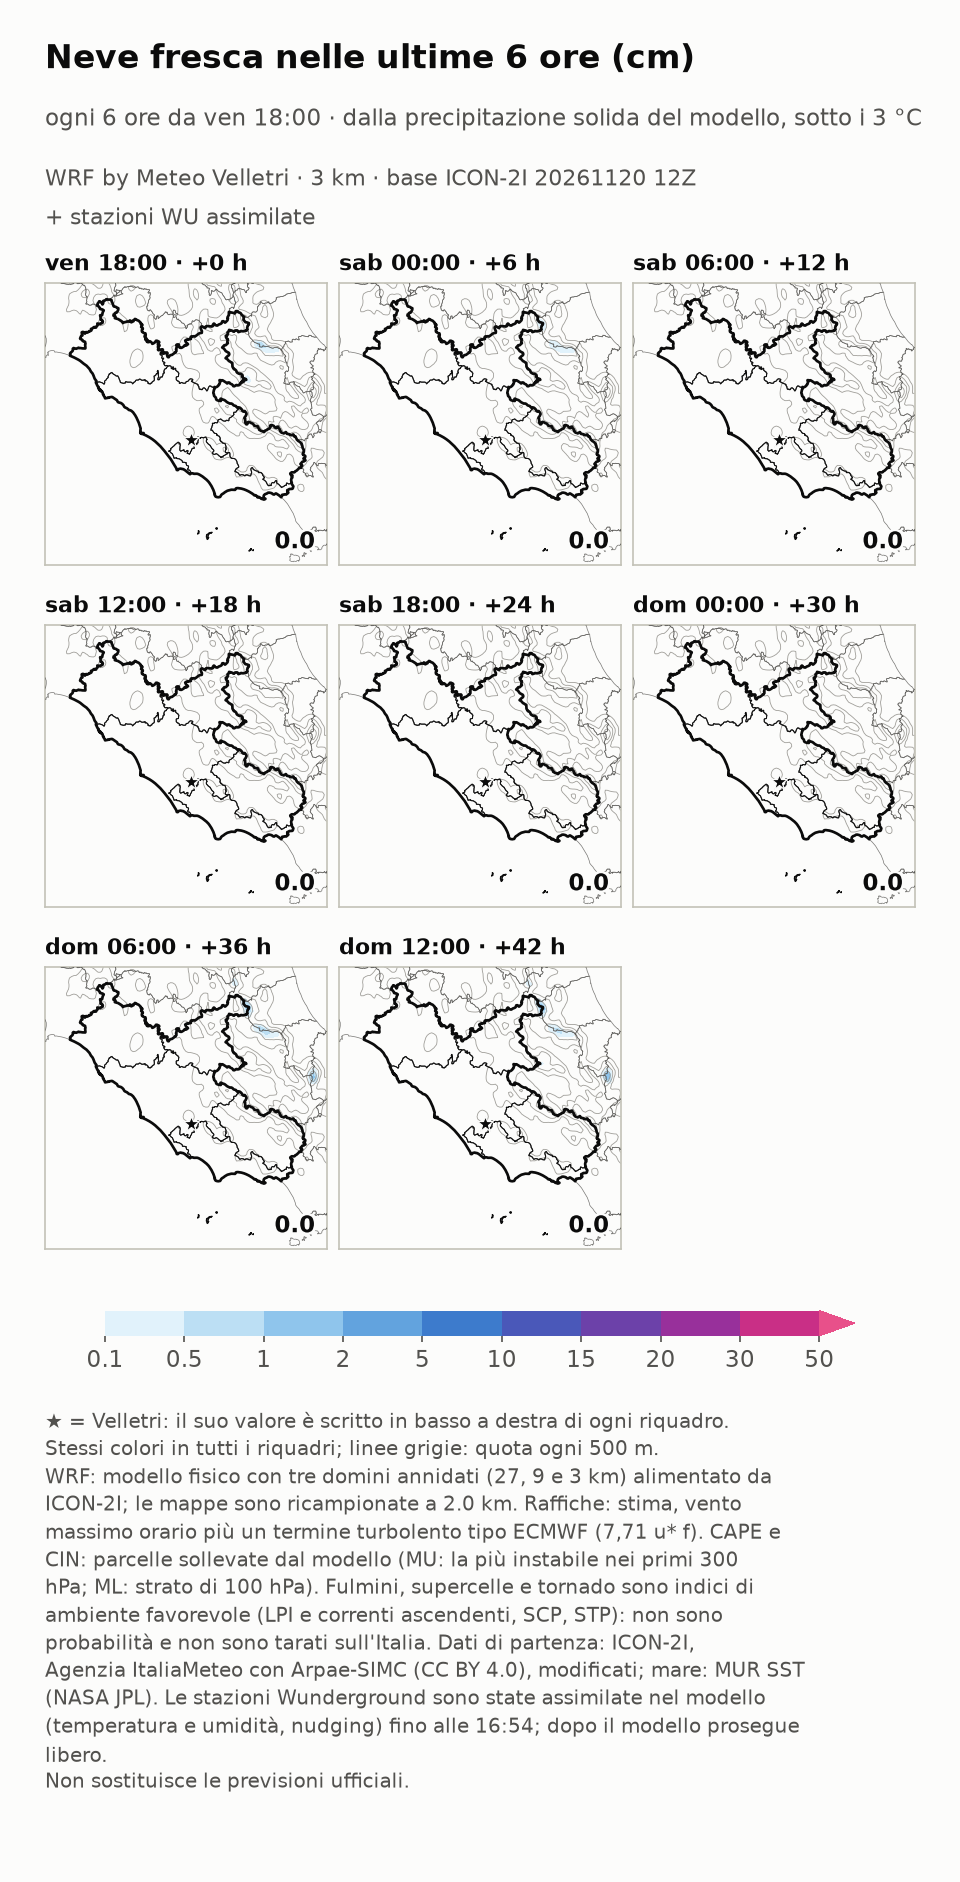 Neve fresca nelle ultime 6 ore (cm)
ogni 6 ore da ven 18:00 · dalla precipitazione solida del modello, sotto i 3 °C
WRF by Meteo Velletri · 3 km · base ICON-2I 20261120 12Z
+ stazioni WU assimilate
ven 18:00 · +0 h
sab 00:00 · +6 h
sab 06:00 · +12 h
0.0
0.0
0.0
sab 12:00 · +18 h
sab 18:00 · +24 h
dom 00:00 · +30 h
0.0
0.0
0.0
dom 06:00 · +36 h
dom 12:00 · +42 h
0.0
0.0
0.1 0.5 1 2 5 10 15 20 30 50
★ = Velletri: il suo valore è scritto in basso a destra di ogni riquadro.
Stessi colori in tutti i riquadri; linee grigie: quota ogni 500 m.
WRF: modello fisico con tre domini annidati (27, 9 e 3 km) alimentato da
ICON-2I; le mappe sono ricampionate a 2.0 km. Raffiche: stima, vento
massimo orario più un termine turbolento tipo ECMWF (7,71 u* f). CAPE e
CIN: parcelle sollevate dal modello (MU: la più instabile nei primi 300
hPa; ML: strato di 100 hPa). Fulmini, supercelle e tornado sono indici di
ambiente favorevole (LPI e correnti ascendenti, SCP, STP): non sono
probabilità e non sono tarati sull'Italia. Dati di partenza: ICON-2I,
Agenzia ItaliaMeteo con Arpae-SIMC (CC BY 4.0), modificati; mare: MUR SST
(NASA JPL). Le stazioni Wunderground sono state assimilate nel modello
(temperatura e umidità, nudging) fino alle 16:54; dopo il modello prosegue
libero.
Non sostituisce le previsioni ufficiali.